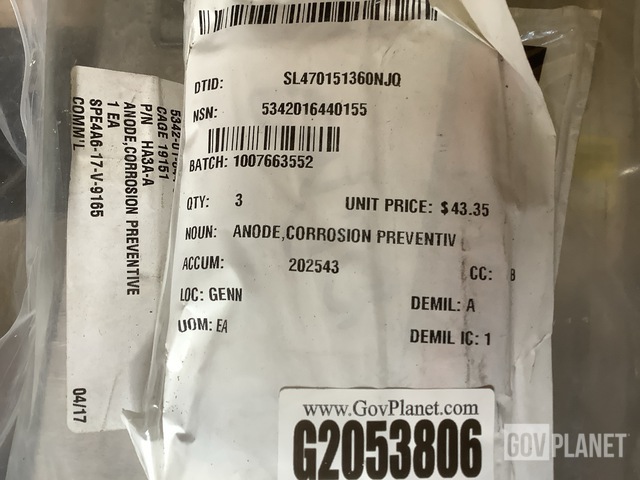 DTID: SL470151360NJQ
NSN: 5342016440155
BATCH: 1007663552
QTY: 3 UNIT PRICE: $43.35
NOUN: ANODE,CORROSION PREVENTIV
ACCUM: 202543 CC: B
LOC: GENN DEMIL: A
UOM: EA DEMIL IC: 1
www.GovPlanet.com
G2053806
CAGE 19151
P/N HA3A-A
ANODE,CORROSION PREVENTIVE
1 EA
SPE4A6-17-V-9165
COMM'L
04/17
GOVPLANET